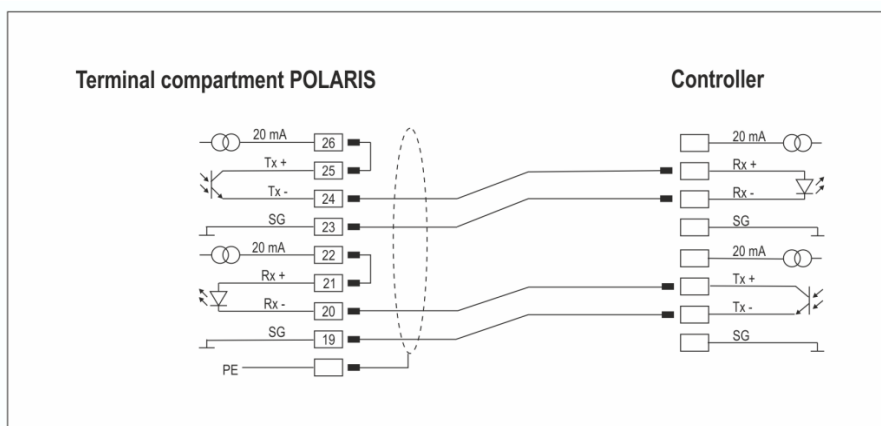 Terminal compartment POLARIS
Controller
20 mA 26
Tx + 25
Tx - 24
SG 23
20 mA 22
Rx + 21
Rx - 20
SG 19
PE
20 mA
Rx +
Rx -
SG
20 mA
Tx +
Tx -
SG